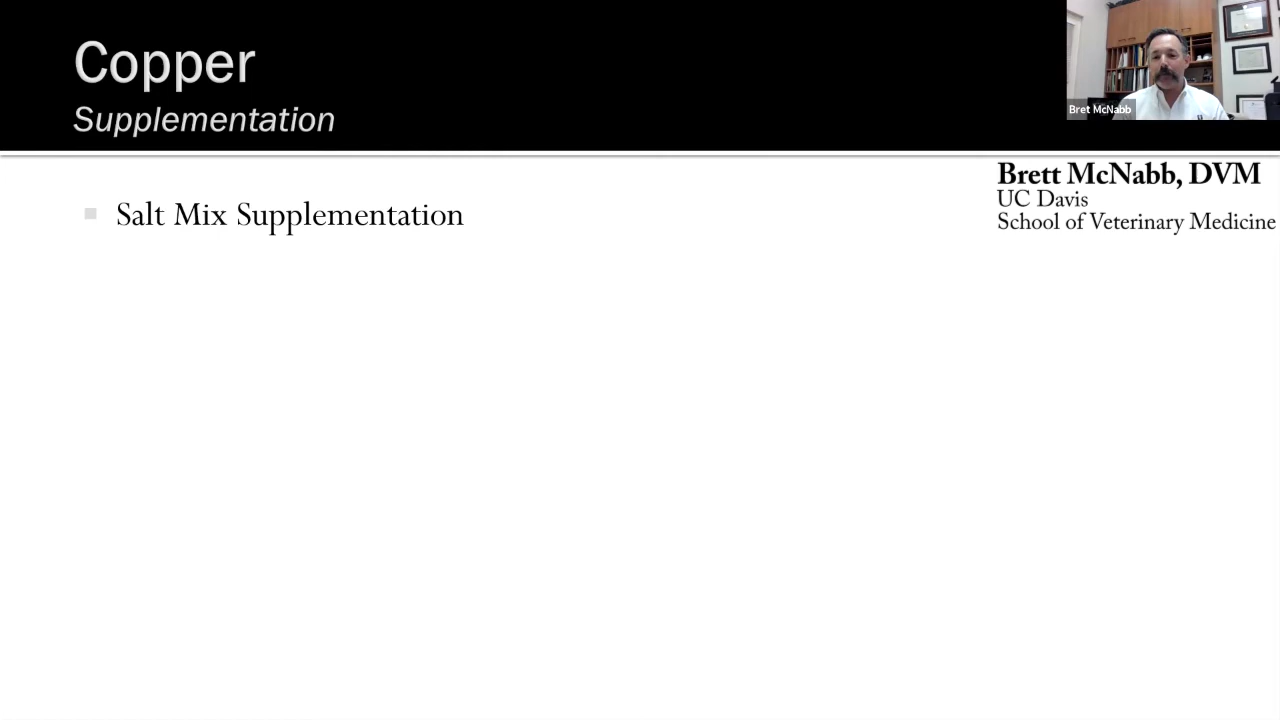 Copper
Supplementation
Bret McNabb
Brett McNabb, DVM
UC Davis
School of Veterinary Medicine
Salt Mix Supplementation